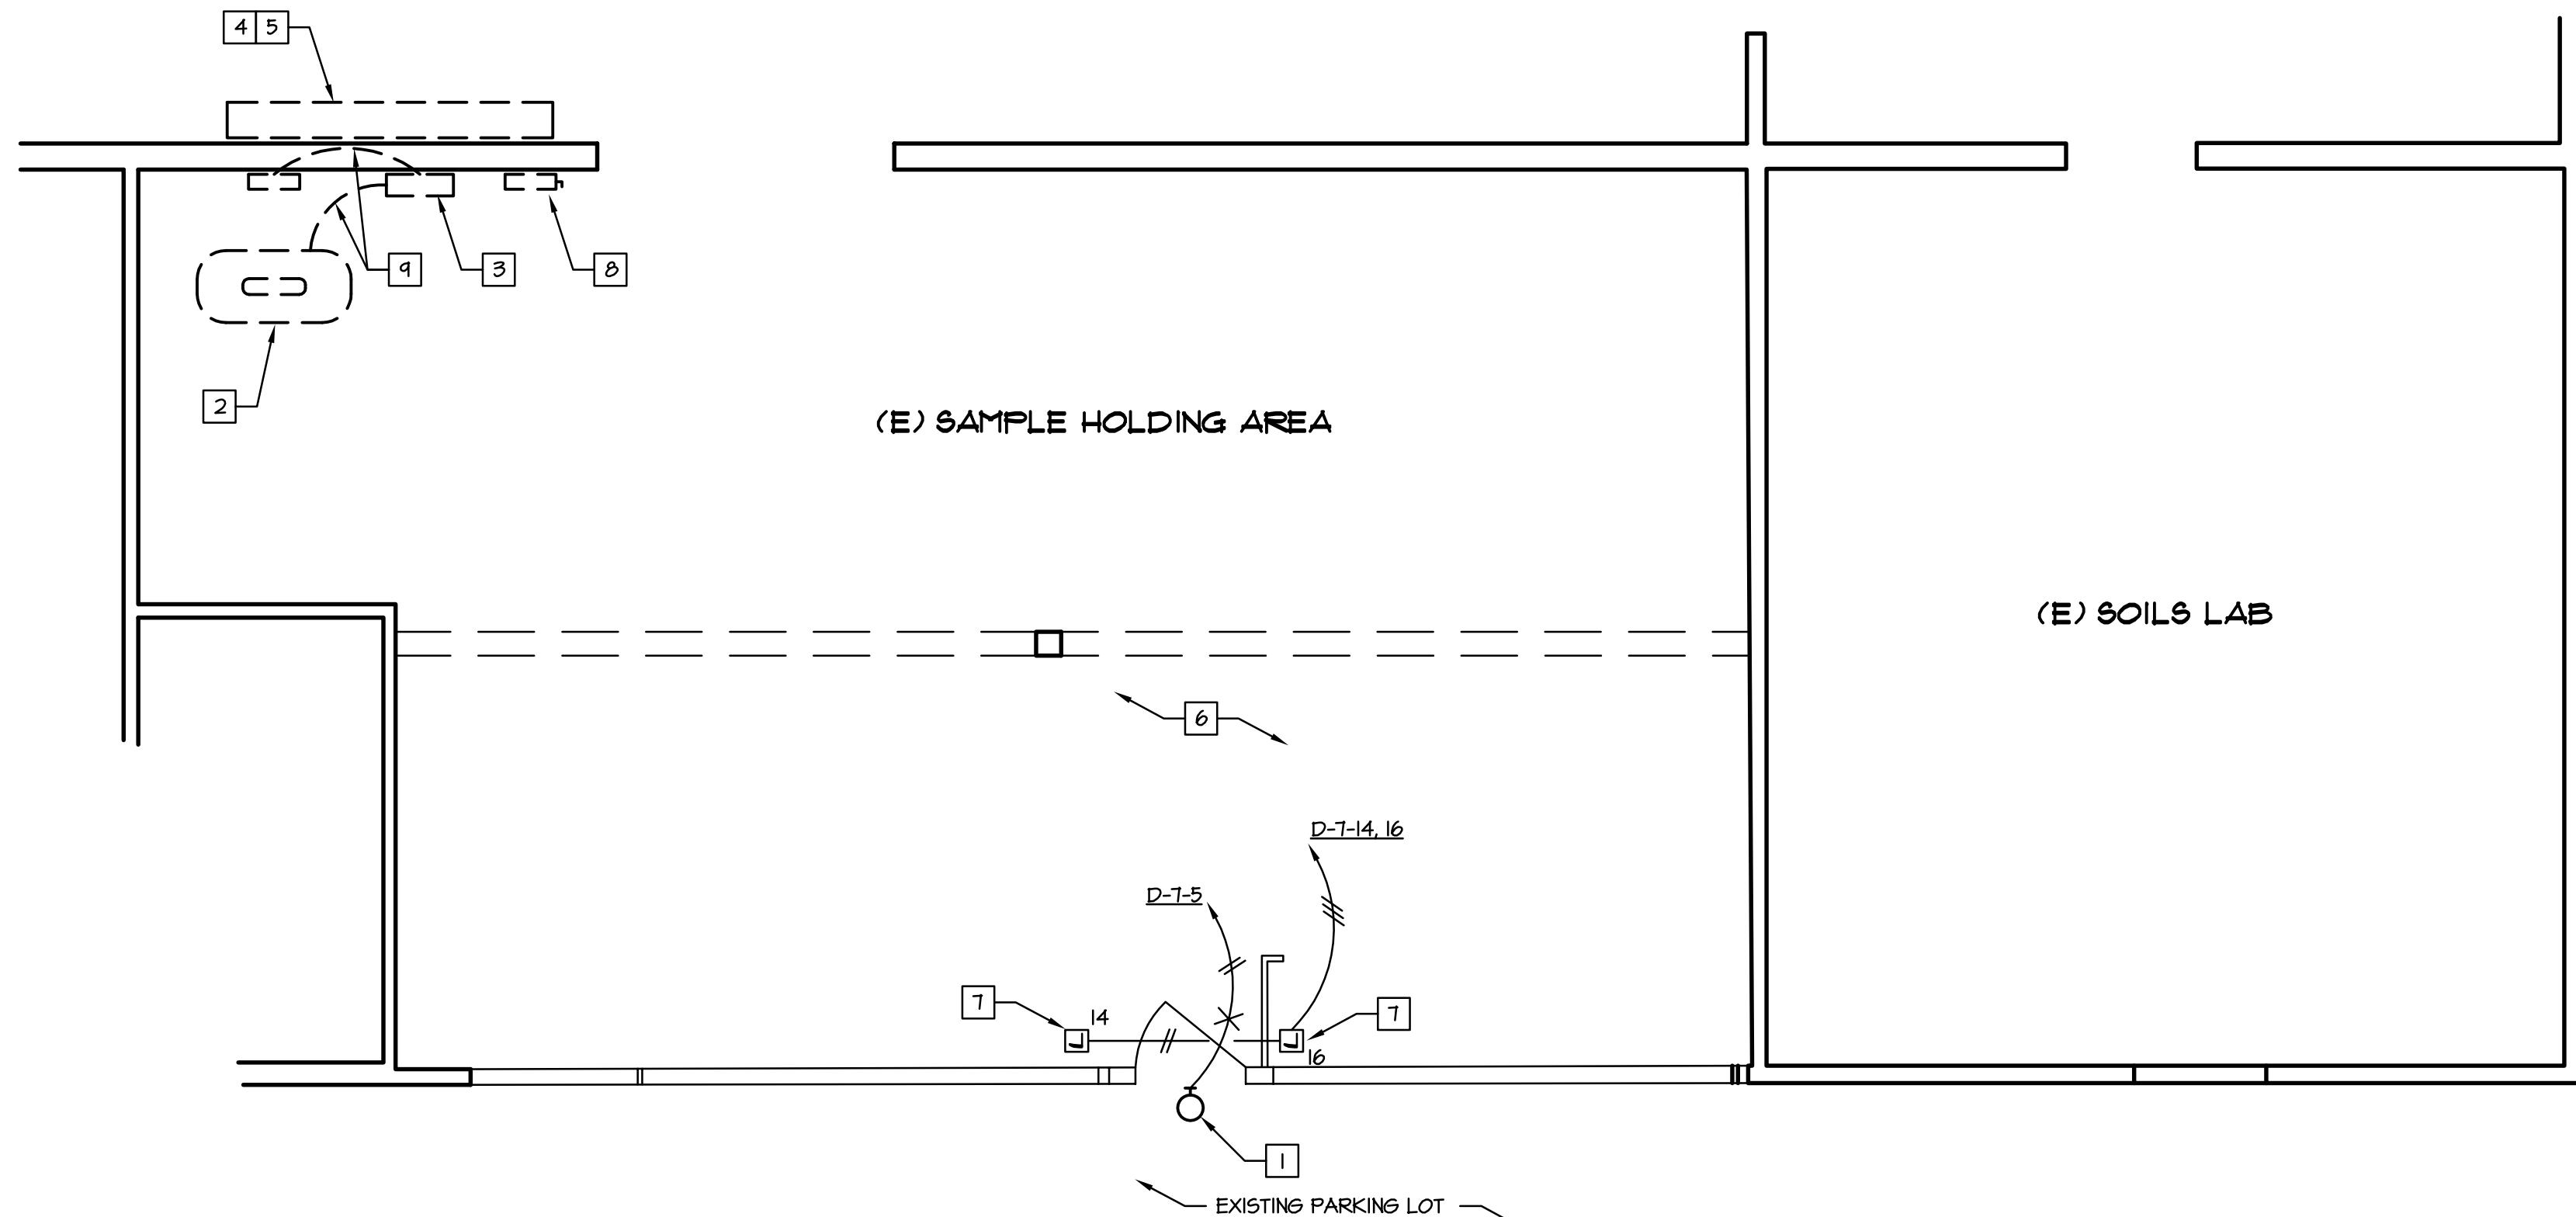 4 5
9
3
8
2
(E) SAMPLE HOLDING AREA
(E) SOILS LAB
6
D-7-14, 16
D-7-5
7
14
J
J
7
16
1
EXISTING PARKING LOT